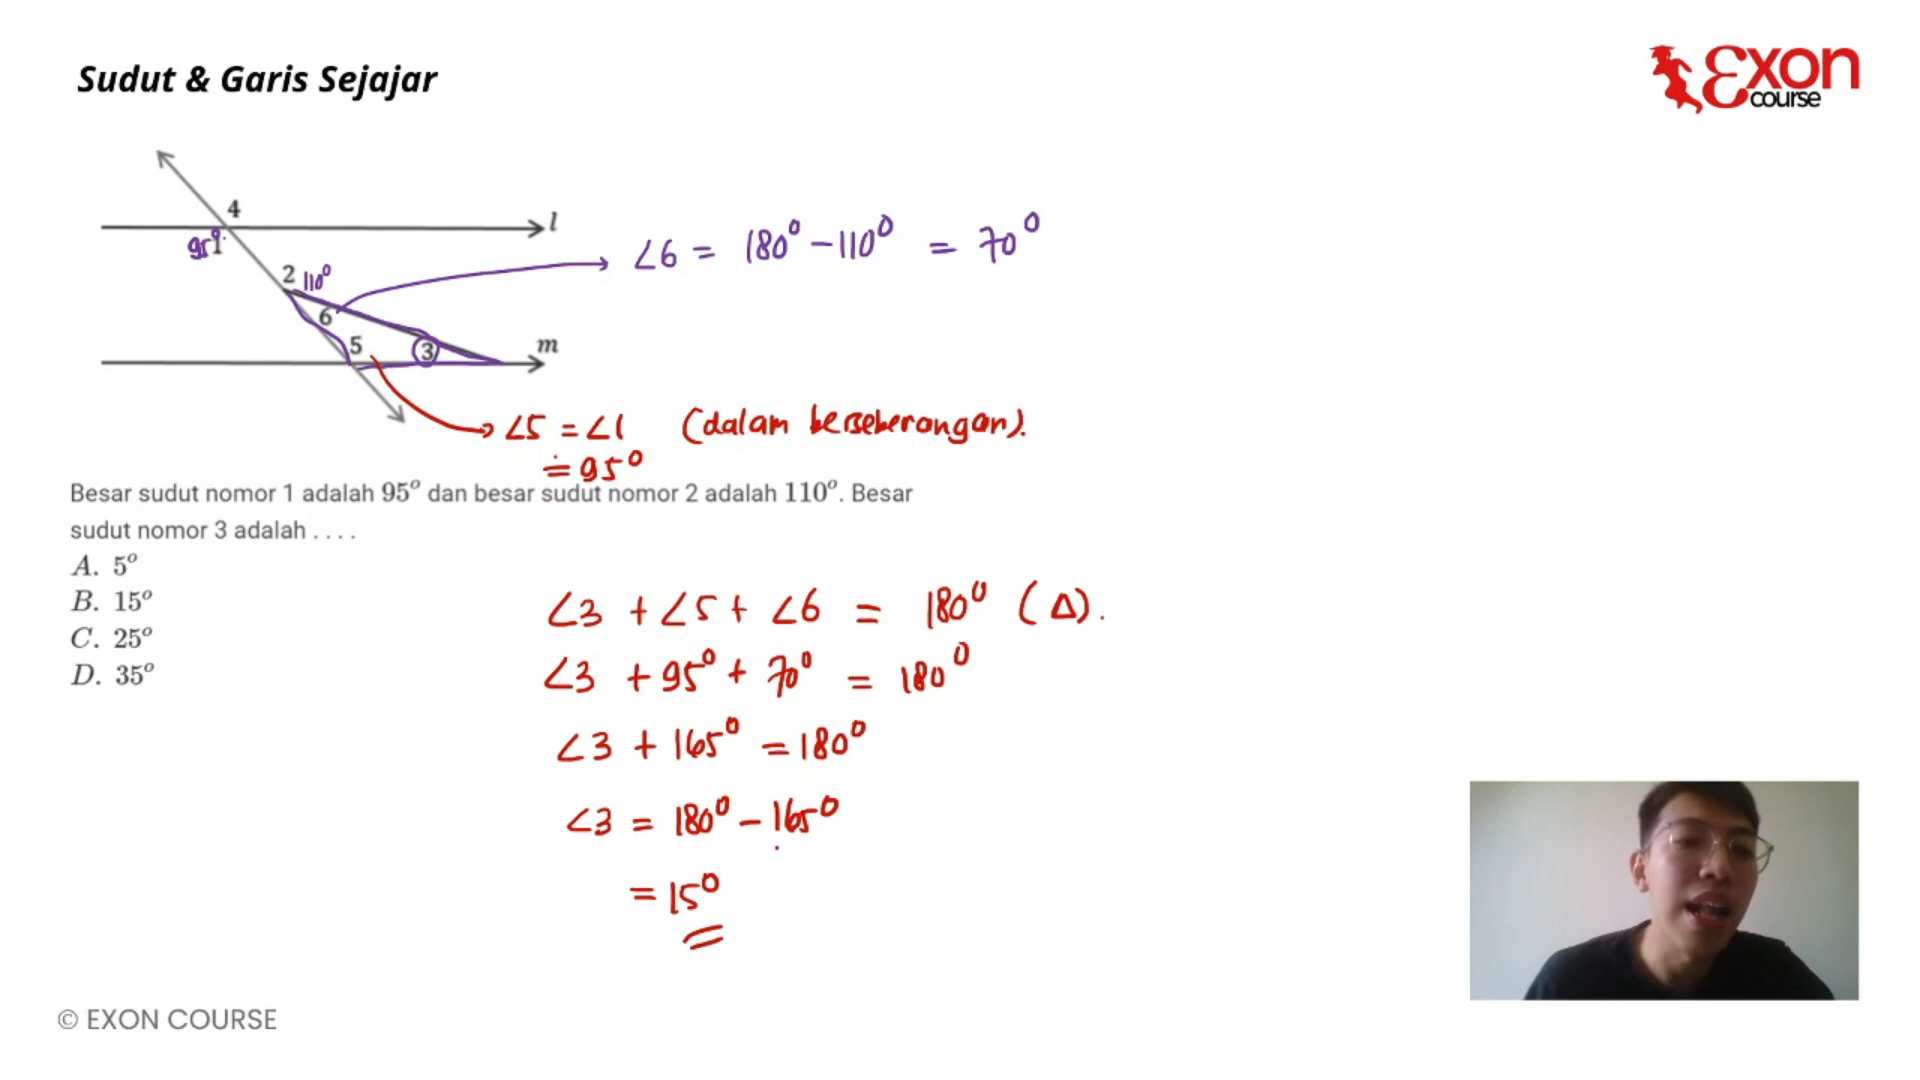 Sudut & Garis Sejajar
Exon
course
4
l
95°
1
2 110°
∠6 = 180° - 110° = 70°
6
5
3
m
∠5 = ∠1 (dalam berseberangan).
= 95°
Besar sudut nomor 1 adalah 95° dan besar sudut nomor 2 adalah 110°. Besar
sudut nomor 3 adalah . . . .
A. 5°
B. 15°
C. 25°
D. 35°
∠3 + ∠5 + ∠6 = 180° (Δ).
∠3 + 95° + 70° = 180°
∠3 + 165° = 180°
∠3 = 180° - 165°
= 15°
© EXON COURSE